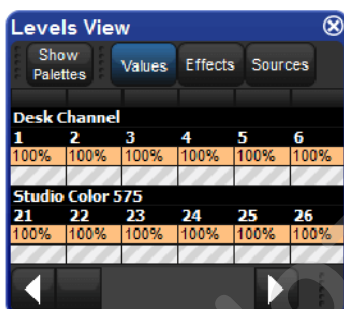 Levels View
Show Palettes Values Effects Sources
Desk Channel
1 2 3 4 5 6
100% 100% 100% 100% 100% 100%
Studio Color 575
21 22 23 24 25 26
100% 100% 100% 100% 100% 100%